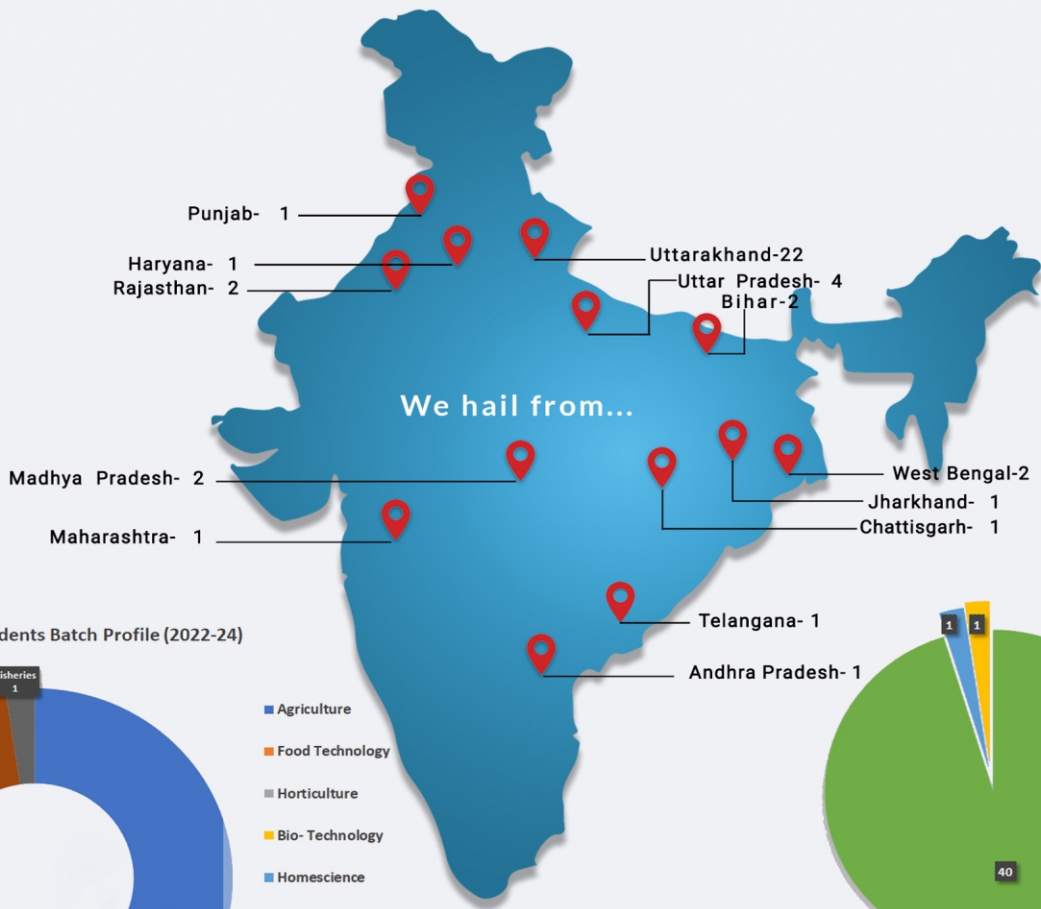 Punjab- 1
Haryana- 1
Rajasthan- 2
Uttarakhand-22
Uttar Pradesh- 4
Bihar-2
We hail from...
Madhya Pradesh- 2
Maharashtra- 1
West Bengal-2
Jharkhand- 1
Chattisgarh- 1
Telangana- 1
Andhra Pradesh- 1
dents Batch Profile (2022-24)
isheries
1
Agriculture
Food Technology
Horticulture
Bio- Technology
Homescience
1
1
40